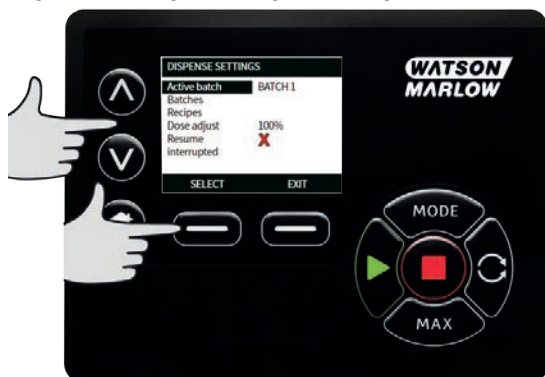 DISPENSE SETTINGS
Active batch BATCH 1
Batches
Recipes
Dose adjust 100%
Resume
interrupted
SELECT EXIT
WATSON
MARLOW
MODE
MAX